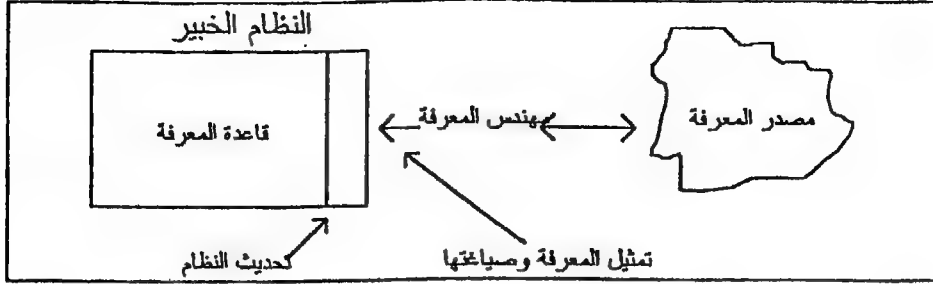 النظام الخبير
مصدر المعرفة
مهندس المعرفة
قاعدة المعرفة
تمثيل المعرفة وصياغتها
تحديث النظام